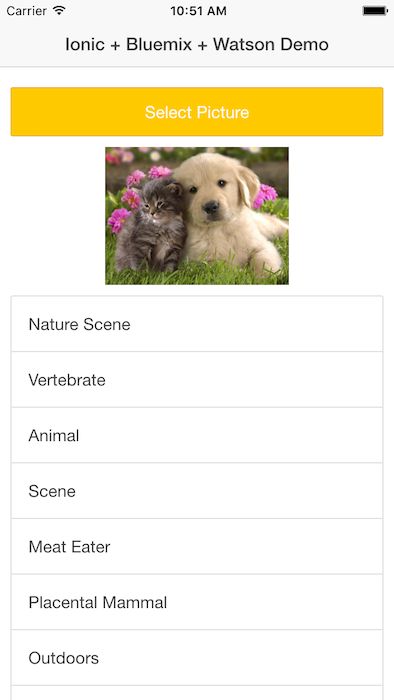 Carrier 10:51 AM
Ionic + Bluemix + Watson Demo
Select Picture
Nature Scene
Vertebrate
Animal
Scene
Meat Eater
Placental Mammal
Outdoors